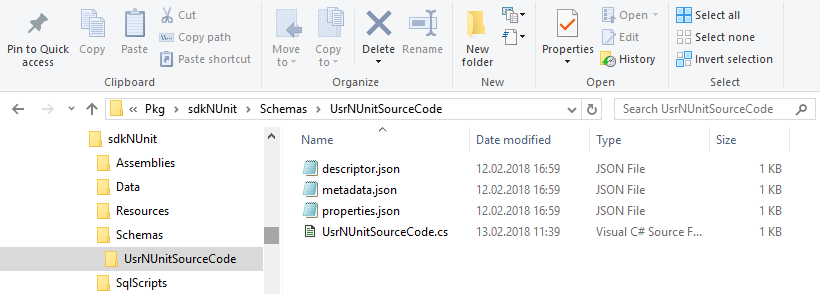 Pin to Quick access
Copy
Paste
Cut
Copy path
Paste shortcut
Clipboard
Move to
Copy to
Delete
Rename
Organize
New folder
New
Properties
Open
Edit
History
Open
Select all
Select none
Invert selection
Select
« Pkg > sdkNUnit > Schemas > UsrNUnitSourceCode
Search UsrNUnitSourceCode
sdkNUnit
Assemblies
Data
Resources
Schemas
UsrNUnitSourceCode
SqlScripts
Name Date modified Type Size
descriptor.json 12.02.2018 16:59 JSON File 1 KB
metadata.json 12.02.2018 16:59 JSON File 1 KB
properties.json 12.02.2018 16:59 JSON File 1 KB
UsrNUnitSourceCode.cs 13.02.2018 11:39 Visual C# Source F... 1 KB